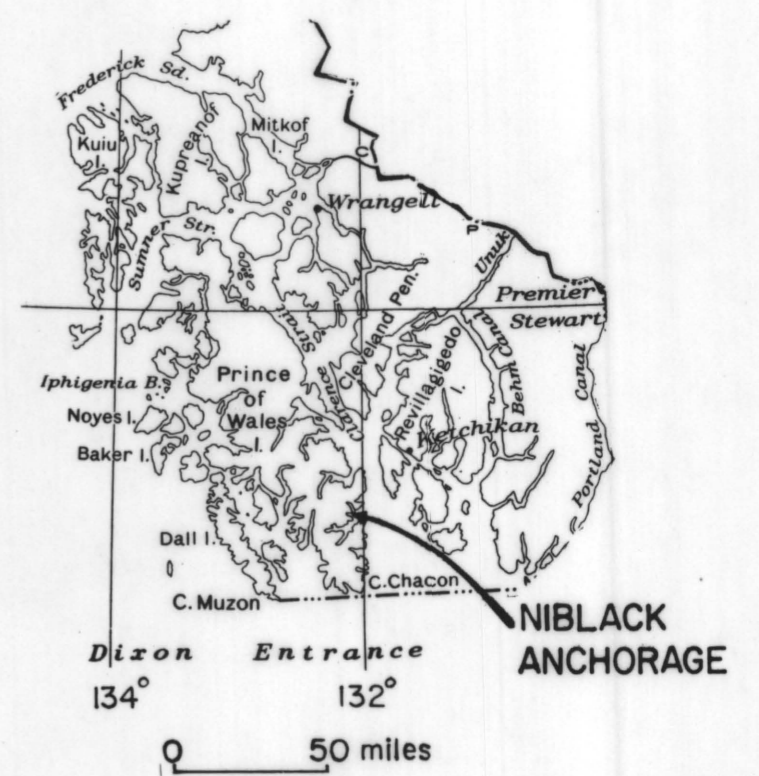 Frederick Sd.
Mitkof
I.
Kuiu
I.
Kupreanof
I.
Wrangell
Sumner Str.
Unuk
Premier
Stewart
Cleveland Pen.
Clarence Strait
Behm Canal
Revillagigedo
I.
Iphigenia B.
Prince
of
Wales
I.
Noyes I.
Baker I.
Ketchikan
Portland Canal
Dall I.
C. Muzon
C. Chacon
NIBLACK
ANCHORAGE
Dixon Entrance
134°
132°
0 50 miles